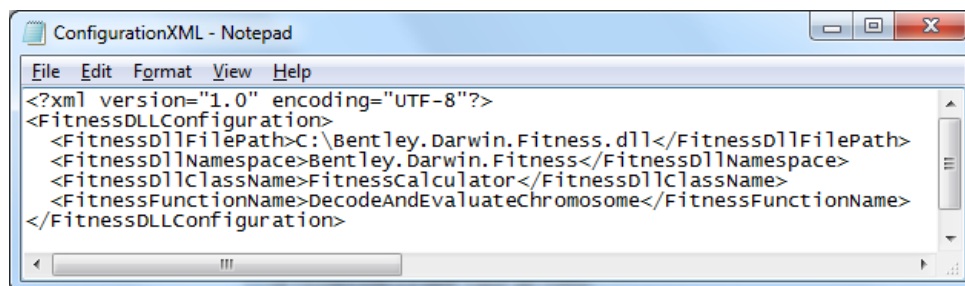 ConfigurationXML - Notepad
File Edit Format View Help
<?xml version="1.0" encoding="UTF-8"?>
<FitnessDLLConfiguration>
  <FitnessDllFilePath>C:\Bentley.Darwin.Fitness.dll</FitnessDllFilePath>
  <FitnessDllNamespace>Bentley.Darwin.Fitness</FitnessDllNamespace>
  <FitnessDllClassName>FitnessCalculator</FitnessDllClassName>
  <FitnessFunctionName>DecodeAndEvaluateChromosome</FitnessFunctionName>
</FitnessDLLConfiguration>